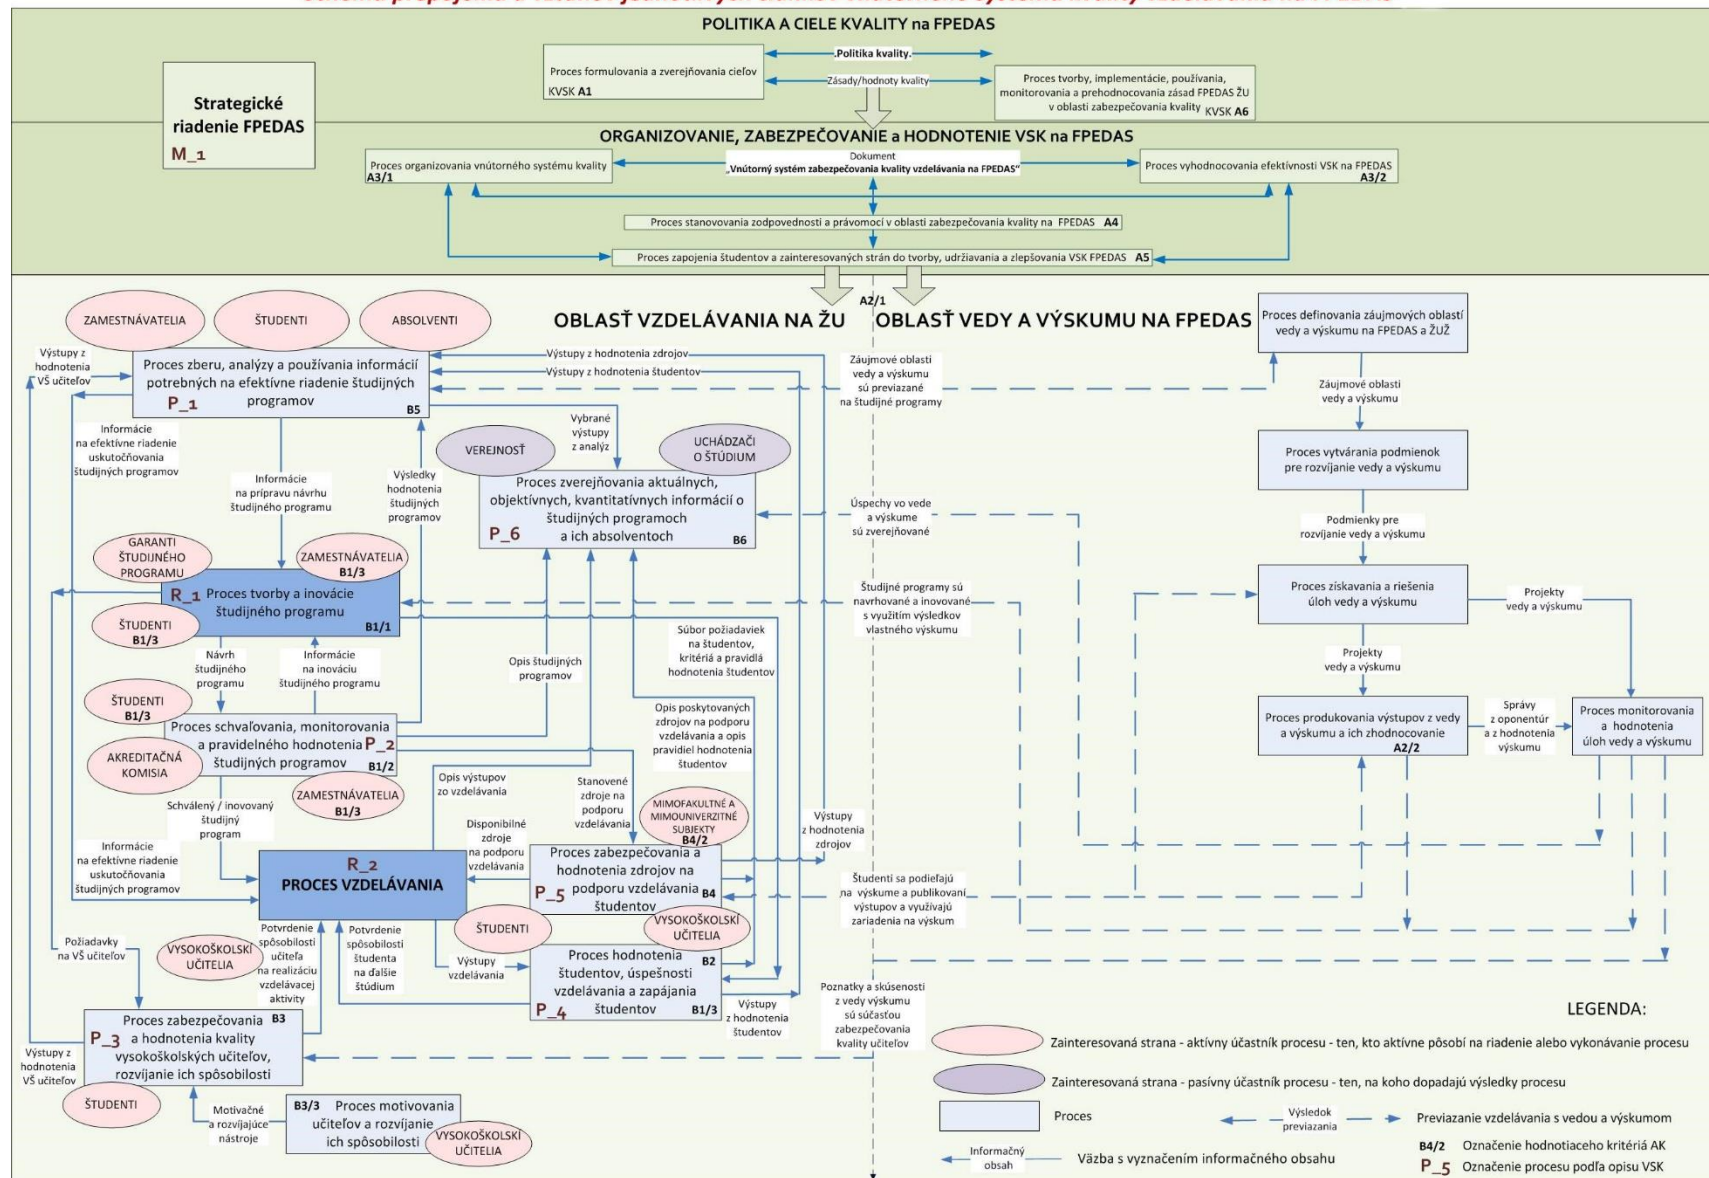 POLITIKA A CIELE KVALITY na FPEDAS
Strategické
riadenie FPEDAS
M_1
Proces formulovania a zverejňovania cieľov
KVSK A1
.Politika kvality.
Zásady/hodnoty kvality
Proces tvorby, implementácie, používania,
monitorovania a prehodnocovania zásad FPEDAS ŽU
v oblasti zabezpečovania kvality KVSK A6
ORGANIZOVANIE, ZABEZPEČOVANIE a HODNOTENIE VSK na FPEDAS
Proces organizovania vnútorného systému kvality
A3/1
Dokument
„Vnútorný systém zabezpečovania kvality vzdelávania na FPEDAS“
Proces vyhodnocovania efektívnosti VSK na FPEDAS
A3/2
Proces stanovovania zodpovedností a právomocí v oblasti zabezpečovania kvality na FPEDAS A4
Proces zapojenia študentov a zainteresovaných strán do tvorby, udržiavania a zlepšovania VSK FPEDAS A5
A2/1
OBLASŤ VZDELÁVANIA NA ŽU
OBLASŤ VEDY A VÝSKUMU NA FPEDAS
ZAMESTNÁVATELIA
ŠTUDENTI
ABSOLVENTI
Výstupy z
hodnotenia
VŠ učiteľov
Proces zberu, analýzy a používania informácií
potrebných na efektívne riadenie študijných
programov
P_1
B5
Výstupy z hodnotenia zdrojov
Výstupy z hodnotenia študentov
Záujmové oblasti
vedy a výskumu
sú previazané
na študijné programy
Proces definovania záujmových oblastí
vedy a výskumu na FPEDAS a ŽUŽ
Záujmové oblasti
vedy a výskumu
Informácie
na efektívne riadenie
uskutočňovania
študijných programov
Informácie
na prípravu návrhu
študijného programu
Výsledky
hodnotenia
študijných
programov
Vybrané
výstupy
z analýz
VEREJNOSŤ
UCHÁDZAČI
O ŠTÚDIUM
Proces zverejňovania aktuálnych,
objektívnych, kvantitatívnych informácií o
študijných programoch
a ich absolventoch
P_6
B6
Proces vytvárania podmienok
pre rozvíjanie vedy a výskumu
Úspechy vo vede
a výskume
sú zverejňované
Podmienky pre
rozvíjanie vedy a výskumu
GARANTI
ŠTUDIJNÉHO
PROGRAMU
ZAMESTNÁVATELIA
B1/3
R_1 Proces tvorby a inovácie
študijného programu
B1/1
ŠTUDENTI
B1/3
Študijné programy sú
navrhované a inovované
s využitím výsledkov
vlastného výskumu
Proces získavania a riešenia
úloh vedy a výskumu
Projekty
vedy a výskumu
Projekty
vedy a výskumu
Návrh
študijného
programu
Informácie
na inováciu
študijného programu
Opis študijných
programov
Súbor požiadaviek
na študentov,
kritériá a pravidlá
hodnotenia študentov
ŠTUDENTI
B1/3
Proces schvaľovania, monitorovania
a pravidelného hodnotenia
študijných programov
P_2
B1/2
AKREDITAČNÁ
KOMISIA
ZAMESTNÁVATELIA
B1/3
Opis poskytovaných
zdrojov na podporu
vzdelávania a opis
pravidiel hodnotenia
študentov
Proces produkovania výstupov z vedy
a výskumu a ich zhodnocovanie
A2/2
Správy
z oponentúr
a z hodnotenia
výskumu
Proces monitorovania
a hodnotenia
úloh vedy a výskumu
Schválený / inovovaný
študijný
program
Opis výstupov
zo vzdelávania
Stanovené
zdroje na
podporu
vzdelávania
MIMOFAKULTNÉ A
MIMOUNIVERZITNÉ
SUBJEKTY
B4/2
Výstupy
z hodnotenia
zdrojov
Informácie
na efektívne riadenie
uskutočňovania
študijných programov
Disponibilné
zdroje
na podporu
vzdelávania
R_2
PROCES VZDELÁVANIA
Proces zabezpečovania a
hodnotenia zdrojov na
podporu vzdelávania
študentov
P_5
B4
Študenti sa podieľajú
na výskume a publikovaní
výstupov a využívajú
zariadenia na výskum
Požiadavky
na VŠ učiteľov
VYSOKOŠKOLSKÍ
UČITELIA
Potvrdenie
spôsobilosti
učiteľa
na realizáciu
vzdelávacej
aktivity
Potvrdenie
spôsobilosti
študenta
na ďalšie
štúdium
Výstupy
vzdelávania
ŠTUDENTI
VYSOKOŠKOLSKÍ
UČITELIA
Proces hodnotenia B2
študentov, úspešnosti
vzdelávania a zapájania
študentov
P_4
B1/3
Výstupy
z hodnotenia
študentov
Poznatky a skúsenosti
z vedy výskumu
sú súčasťou
zabezpečovania
kvality učiteľov
Proces zabezpečovania B3
a hodnotenia kvality
vysokoškolských učiteľov,
rozvíjanie ich spôsobilosti
P_3
Výstupy z
hodnotenia
VŠ učiteľov
ŠTUDENTI
Motivačné
a rozvíjajúce
nástroje
B3/3 Proces motivovania
učiteľov a rozvíjanie
ich spôsobilosti
VYSOKOŠKOLSKÍ
UČITELIA
LEGENDA:
Zainteresovaná strana - aktívny účastník procesu - ten, kto aktívne pôsobí na riadenie alebo vykonávanie procesu
Zainteresovaná strana - pasívny účastník procesu - ten, na koho dopadajú výsledky procesu
Proces
Výsledok
previazania
Previazanie vzdelávania s vedou a výskumom
Informačný
obsah
Väzba s vyznačením informačného obsahu
B4/2 Označenie hodnotiaceho kritériá AK
P_5 Označenie procesu podľa opisu VSK